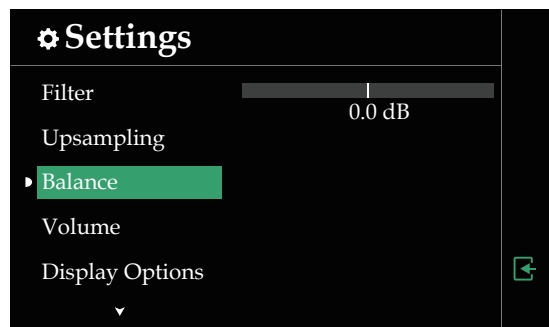 Settings
Filter
0.0 dB
Upsampling
Balance
Volume
Display Options